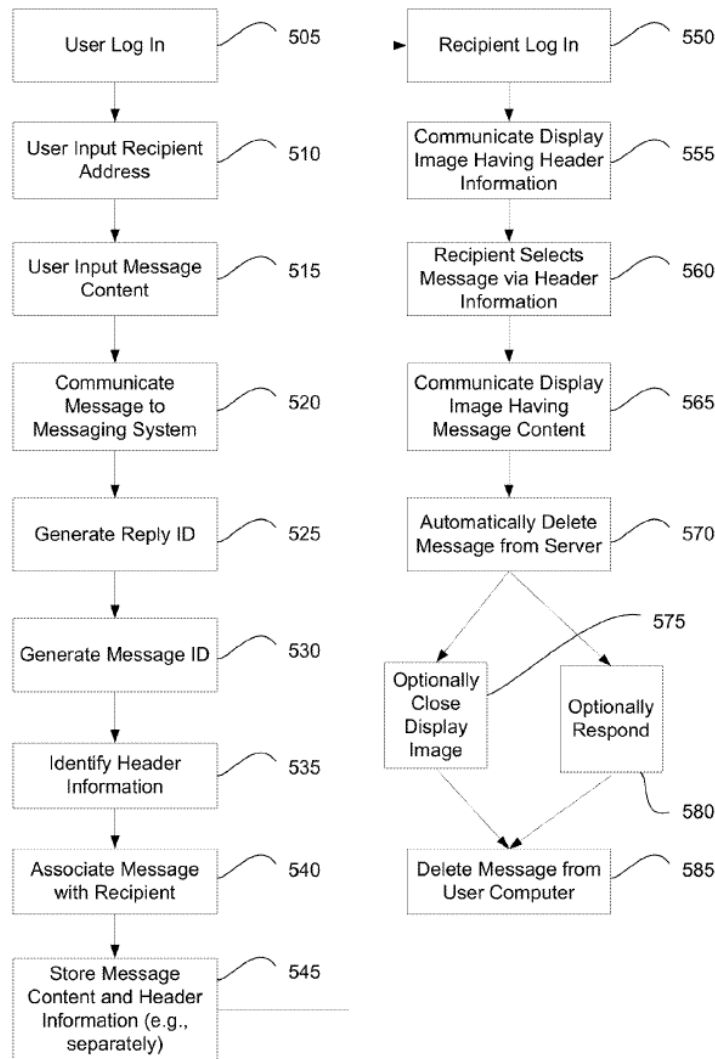 User Log In
505
User Input Recipient
Address
510
User Input Message
Content
515
Communicate
Message to
Messaging System
520
Generate Reply ID
525
Generate Message ID
530
Identify Header
Information
535
Associate Message
with Recipient
540
Store Message
Content and Header
Information (e.g.,
separately)
545
Recipient Log In
550
Communicate Display
Image Having Header
Information
555
Recipient Selects
Message via Header
Information
560
Communicate Display
Image Having
Message Content
565
Automatically Delete
Message from Server
570
Optionally
Close
Display
Image
575
Optionally
Respond
580
Delete Message from
User Computer
585